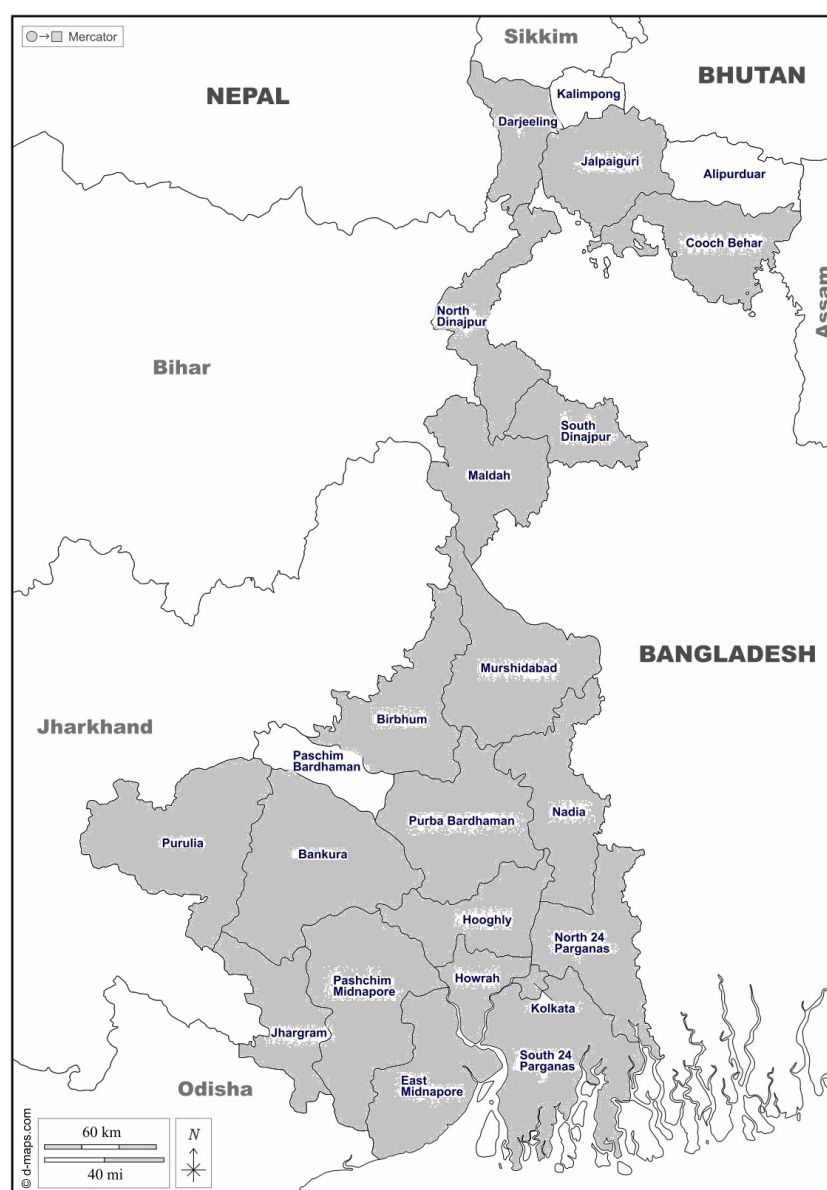 Mercator
Sikkim
NEPAL
BHUTAN
Kalimpong
Darjeeling
Jalpaiguri
Alipurduar
Cooch Behar
Assam
North
Dinajpur
Bihar
South
Dinajpur
Maldah
BANGLADESH
Murshidabad
Birbhum
Jharkhand
Paschim
Bardhaman
Nadia
Purba Bardhaman
Purulia
Bankura
Hooghly
North 24
Parganas
Howrah
Pashchim
Midnapore
Kolkata
Jhargram
South 24
Parganas
East
Midnapore
Odisha
60 km
40 mi
N
© d-maps.com